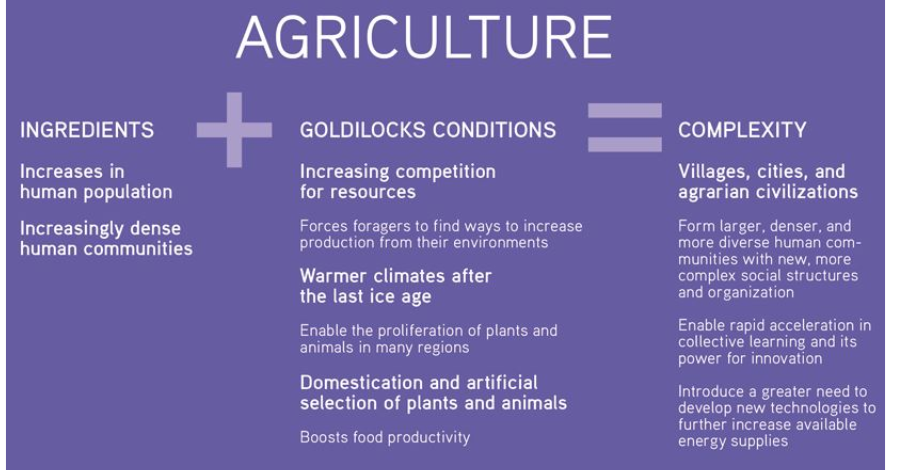 AGRICULTURE
INGREDIENTS
Increases in
human population
Increasingly dense
human communities
+
GOLDILOCKS CONDITIONS
Increasing competition
for resources
Forces foragers to find ways to increase
production from their environments
Warmer climates after
the last ice age
Enable the proliferation of plants and
animals in many regions
Domestication and artificial
selection of plants and animals
Boosts food productivity
=
COMPLEXITY
Villages, cities, and
agrarian civilizations
Form larger, denser, and
more diverse human com-
munities with new, more
complex social structures
and organization
Enable rapid acceleration in
collective learning and its
power for innovation
Introduce a greater need to
develop new technologies to
further increase available
energy supplies